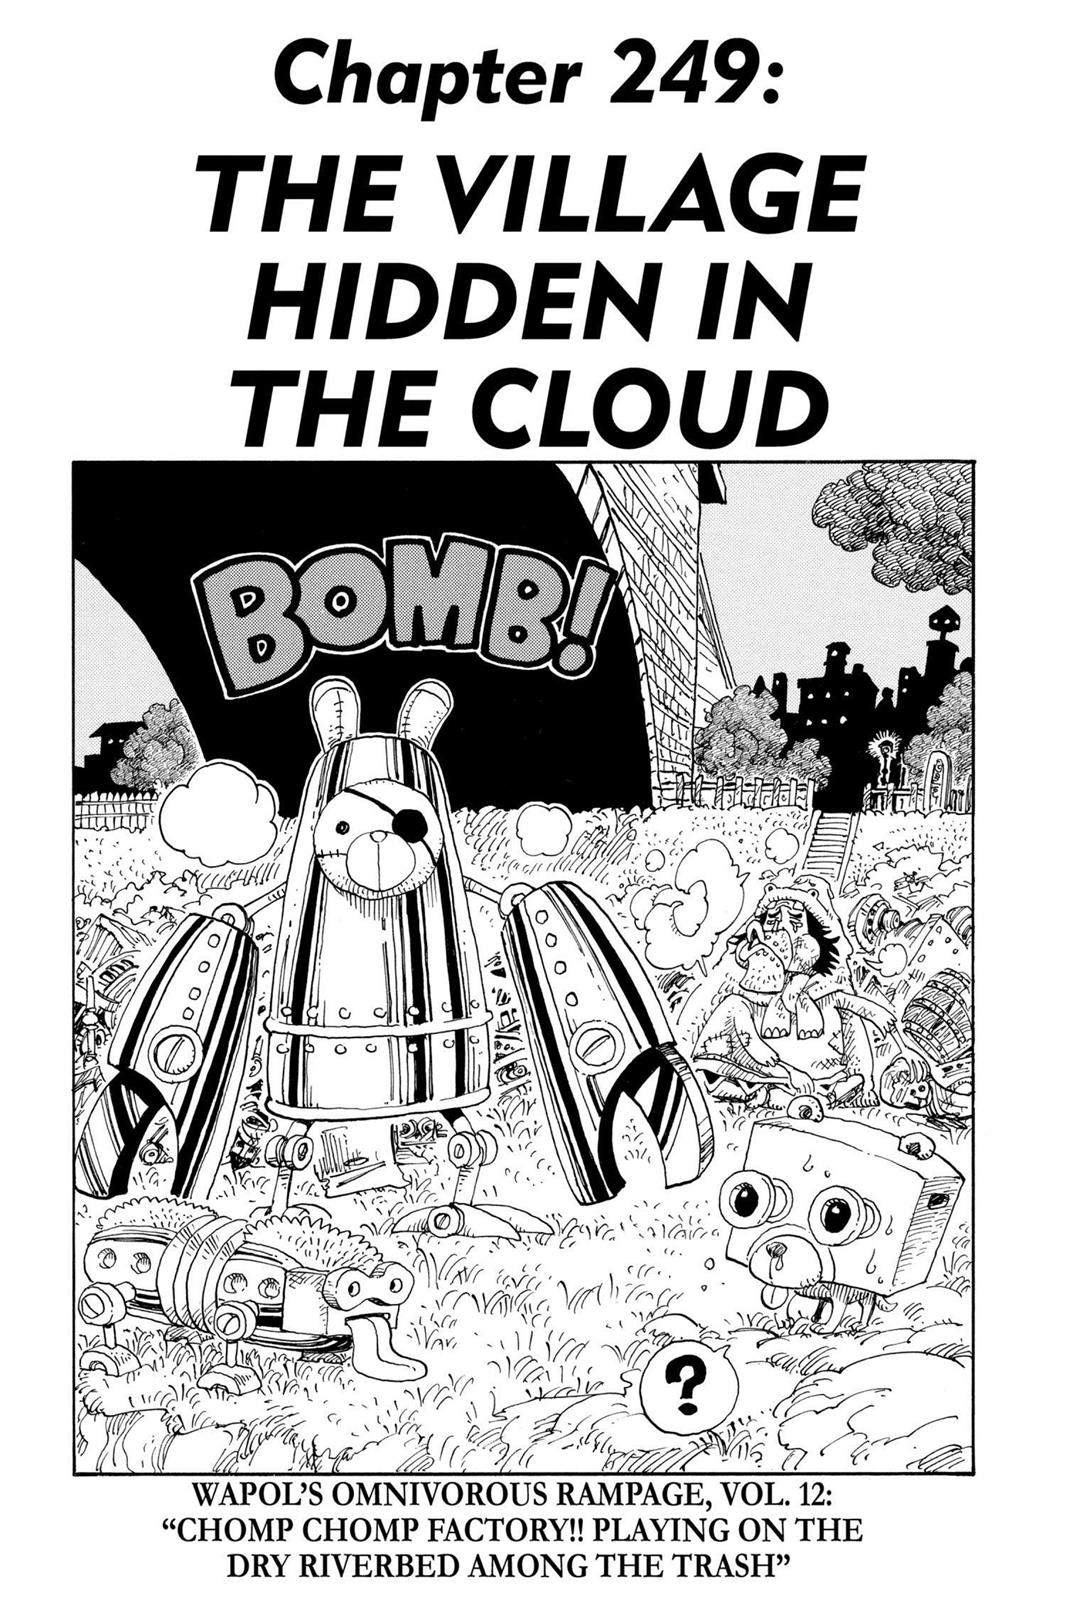 Chapter 249:
THE VILLAGE
HIDDEN IN
THE CLOUD
BOMB!
?
WAPOL'S OMNIVOROUS RAMPAGE, VOL. 12:
“CHOMP CHOMP FACTORY!! PLAYING ON THE
DRY RIVERBED AMONG THE TRASH”